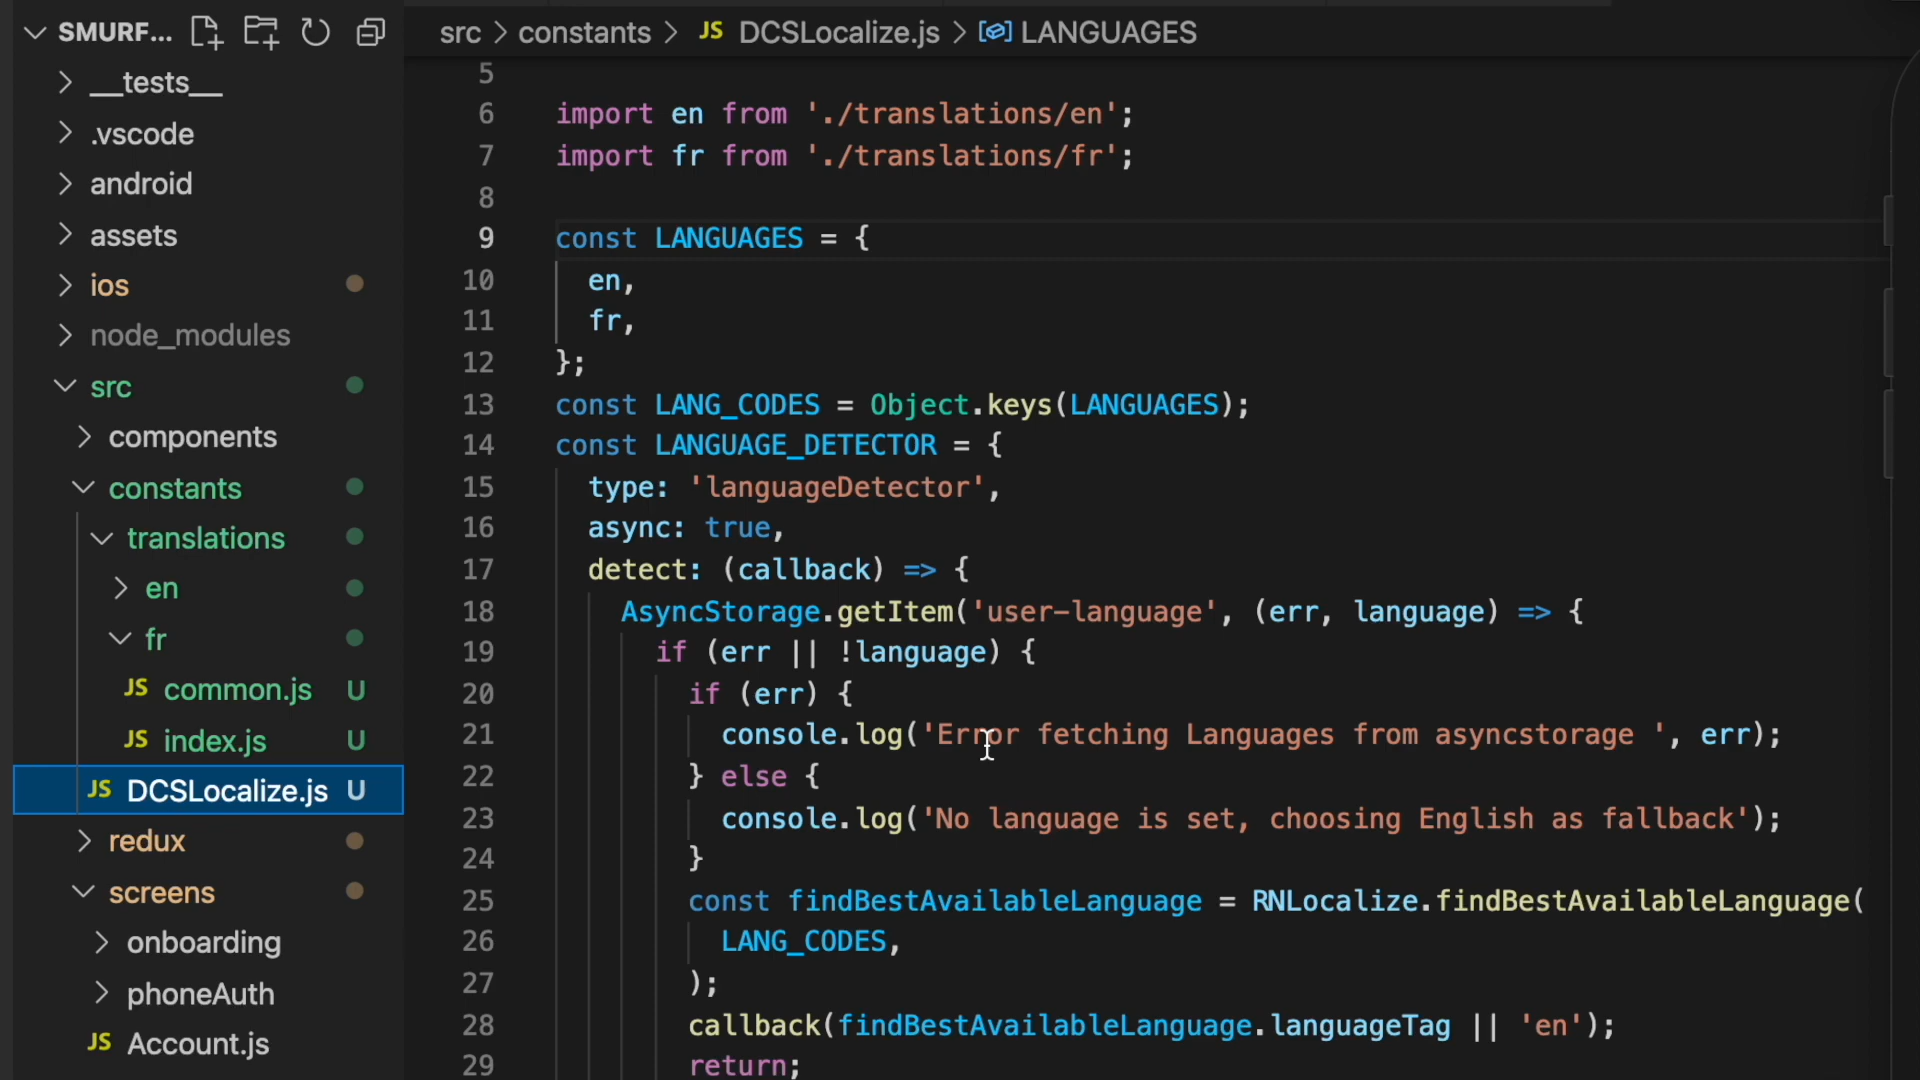 SMURF...
__tests__
.vscode
android
assets
ios
node_modules
src
components
constants
translations
en
fr
JS common.js U
JS index.js U
JS DCSLocalize.js U
redux
screens
onboarding
phoneAuth
JS Account.js
src > constants > JS DCSLocalize.js > LANGUAGES
5
6 import en from './translations/en';
7 import fr from './translations/fr';
8
9 const LANGUAGES = {
10 en,
11 fr,
12 };
13 const LANG_CODES = Object.keys(LANGUAGES);
14 const LANGUAGE_DETECTOR = {
15 type: 'languageDetector',
16 async: true,
17 detect: (callback) => {
18 AsyncStorage.getItem('user-language', (err, language) => {
19 if (err || !language) {
20 if (err) {
21 console.log('Error fetching Languages from asyncstorage ', err);
22 } else {
23 console.log('No language is set, choosing English as fallback');
24 }
25 const findBestAvailableLanguage = RNLocalize.findBestAvailableLanguage(
26 LANG_CODES,
27 );
28 callback(findBestAvailableLanguage.languageTag || 'en');
29 return;